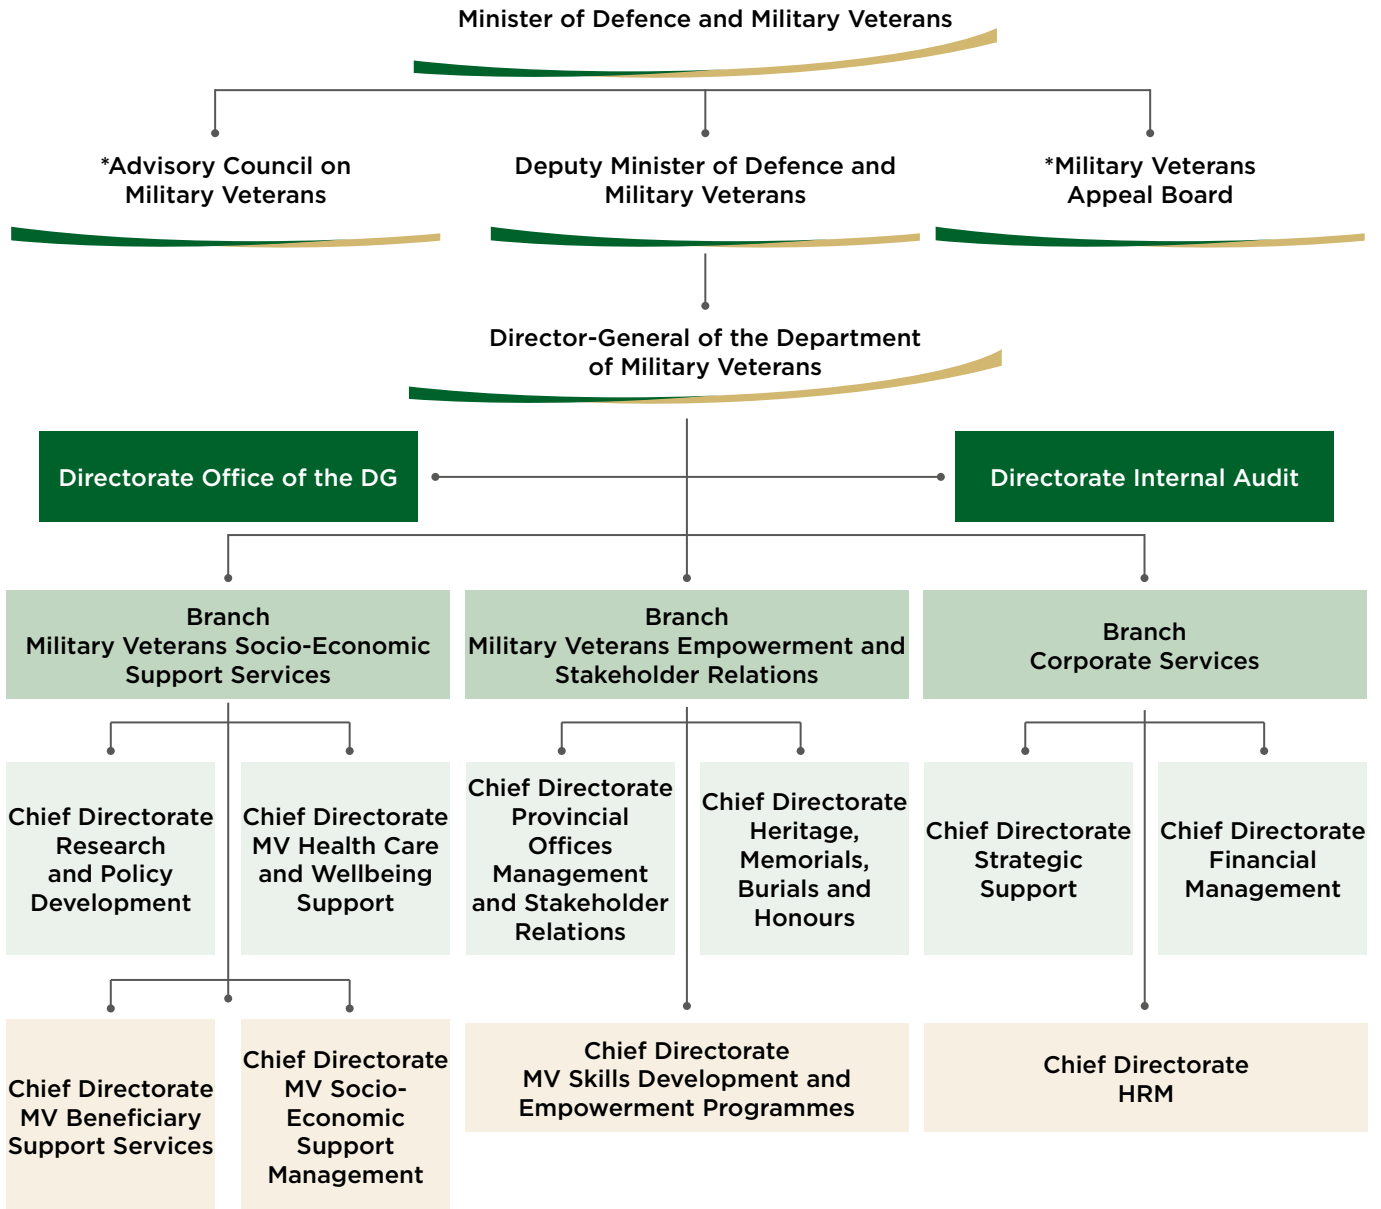 Minister of Defence and Military Veterans
*Advisory Council on
Military Veterans
Deputy Minister of Defence and
Military Veterans
*Military Veterans
Appeal Board
Director-General of the Department
of Military Veterans
Directorate Office of the DG
Directorate Internal Audit
Branch
Military Veterans Socio-Economic
Support Services
Branch
Military Veterans Empowerment and
Stakeholder Relations
Branch
Corporate Services
Chief Directorate
Research
and Policy
Development
Chief Directorate
MV Health Care
and Wellbeing
Support
Chief Directorate
Provincial
Offices
Management
and Stakeholder
Relations
Chief Directorate
Heritage,
Memorials,
Burials and
Honours
Chief Directorate
Strategic
Support
Chief Directorate
Financial
Management
Chief Directorate
MV Beneficiary
Support Services
Chief Directorate
MV Socio-
Economic
Support
Management
Chief Directorate
MV Skills Development and
Empowerment Programmes
Chief Directorate
HRM